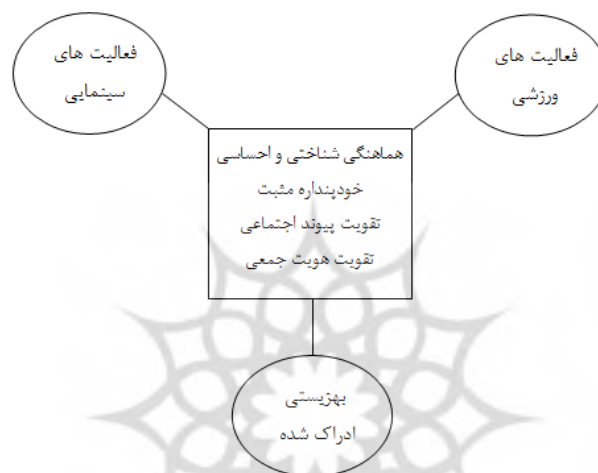 فعالیت های
ورزشی
فعالیت های
سینمایی
هماهنگی شناختی و احساسی
خودپنداره مثبت
تقویت پیوند اجتماعی
تقویت هویت جمعی
بهزیستی
ادراک شده